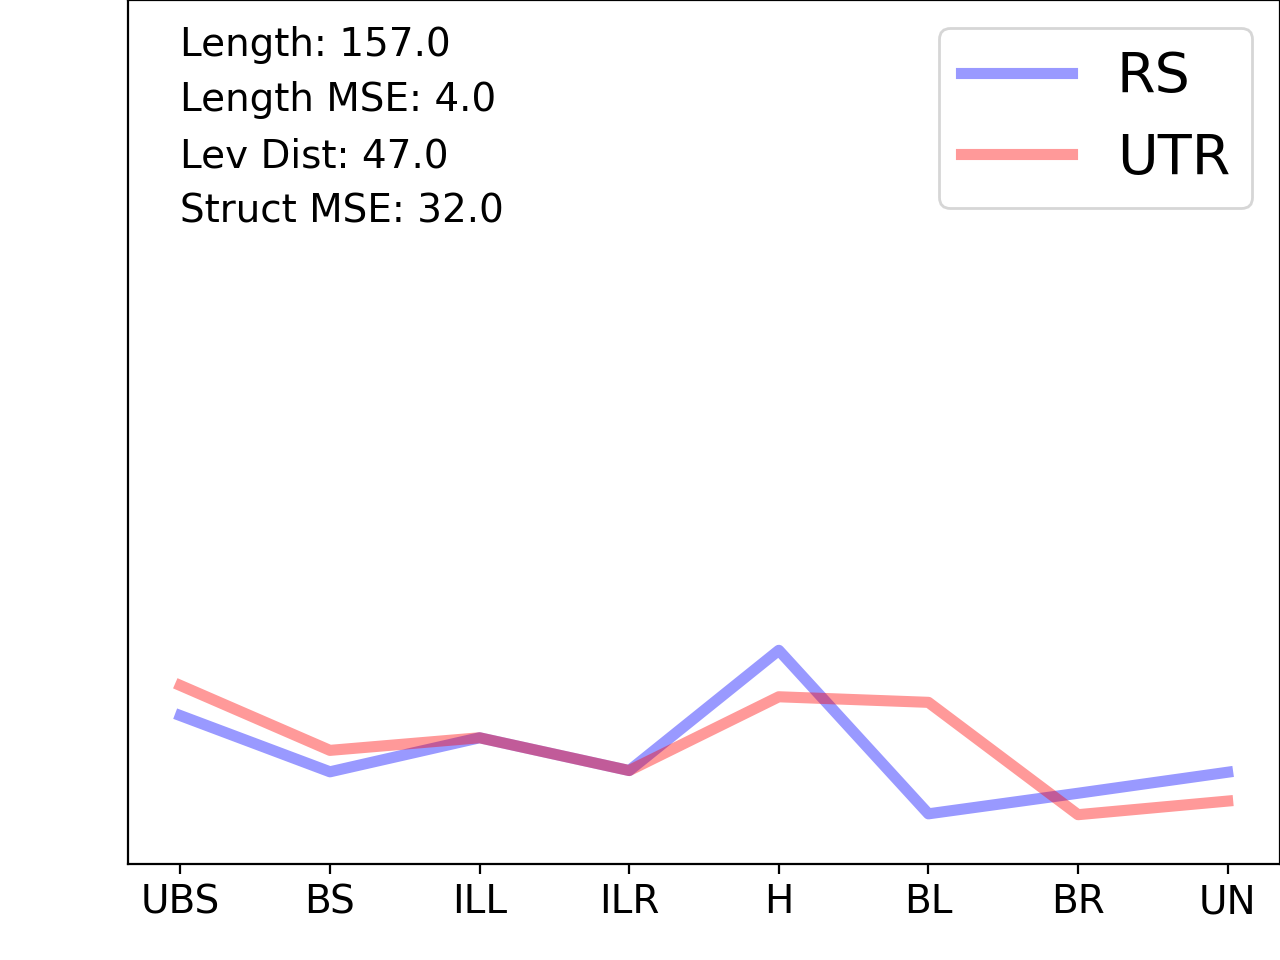 Length: 157.0
Length MSE: 4.0
Lev Dist: 47.0
Struct MSE: 32.0
RS
UTR
UBS BS ILL ILR H BL BR UN